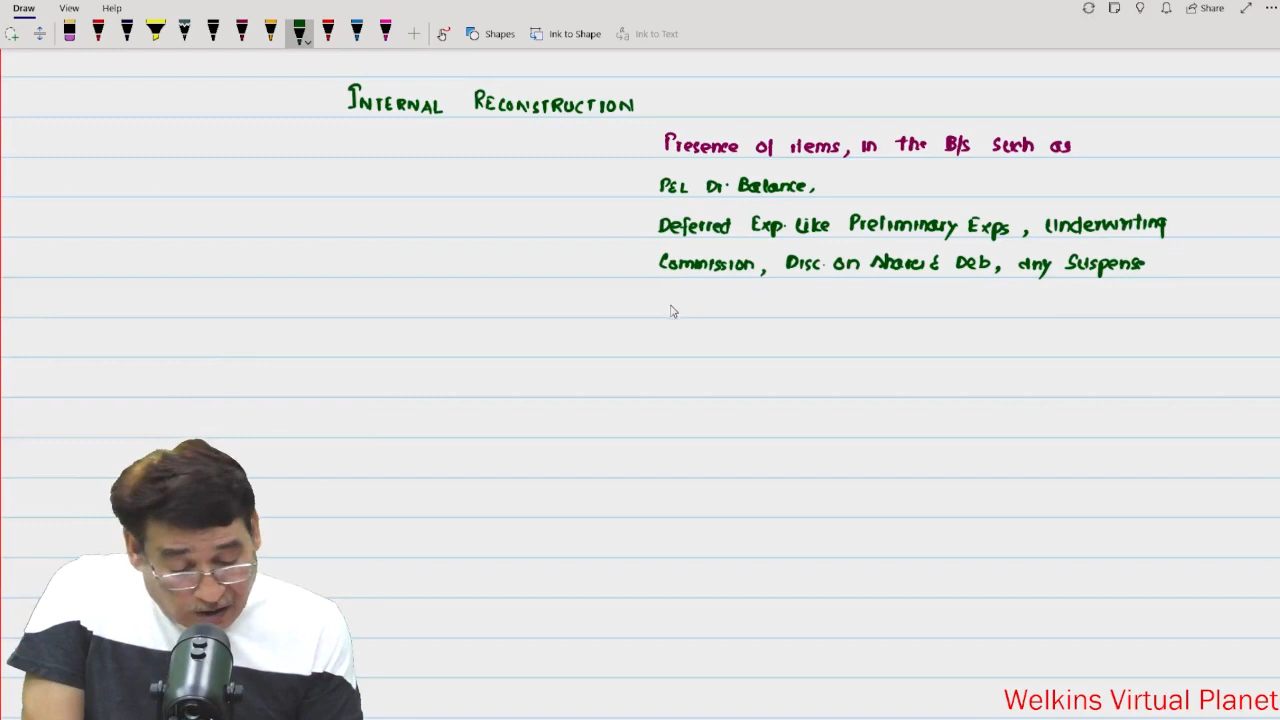 Draw View Help Share
Shapes Ink to Shape Ink to Text
INTERNAL RECONSTRUCTION
Presence of items, in the B/s such as
P&L Dr. Balance,
Deferred Exp. Like Preliminary Exps, Underwriting
Commission, Disc. on Share & Deb, any Suspense
Welkins Virtual Planet